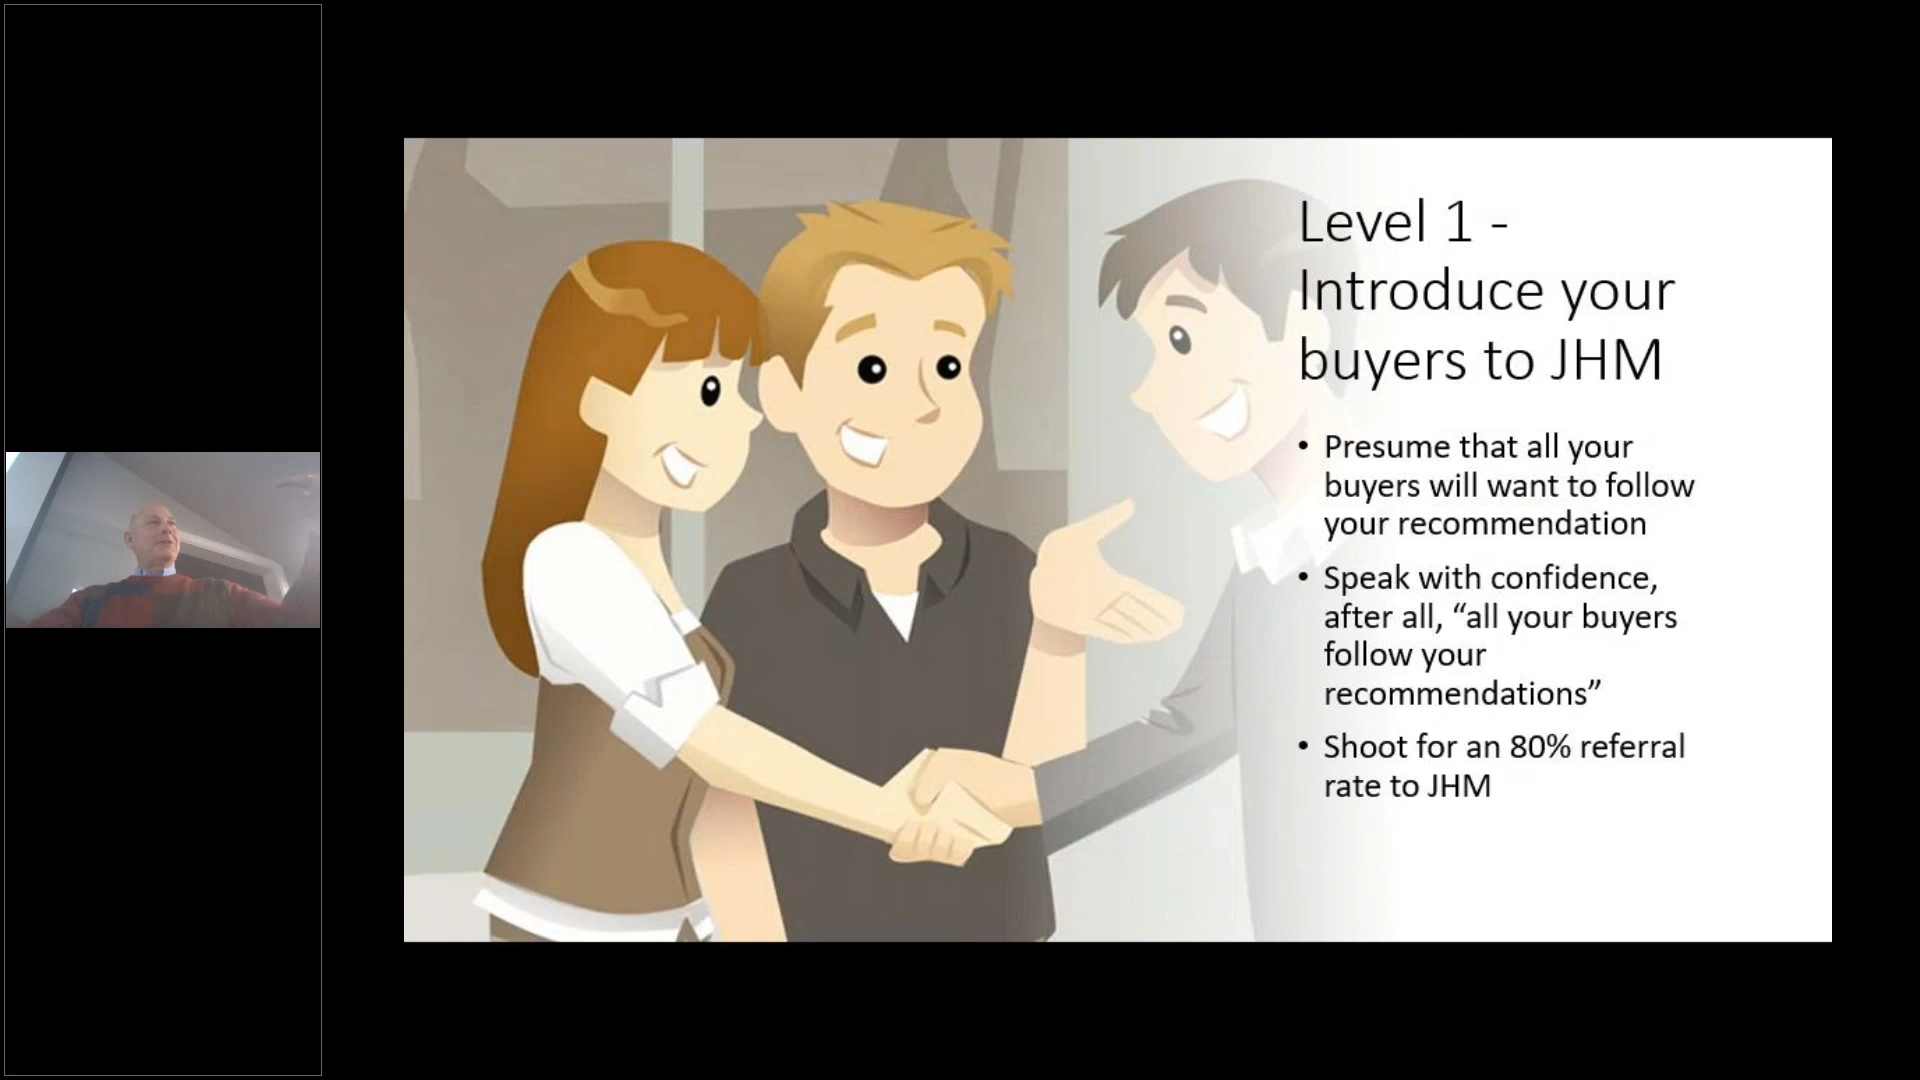 Level 1 -
Introduce your
buyers to JHM
• Presume that all your
buyers will want to follow
your recommendation
• Speak with confidence,
after all, “all your buyers
follow your
recommendations”
• Shoot for an 80% referral
rate to JHM